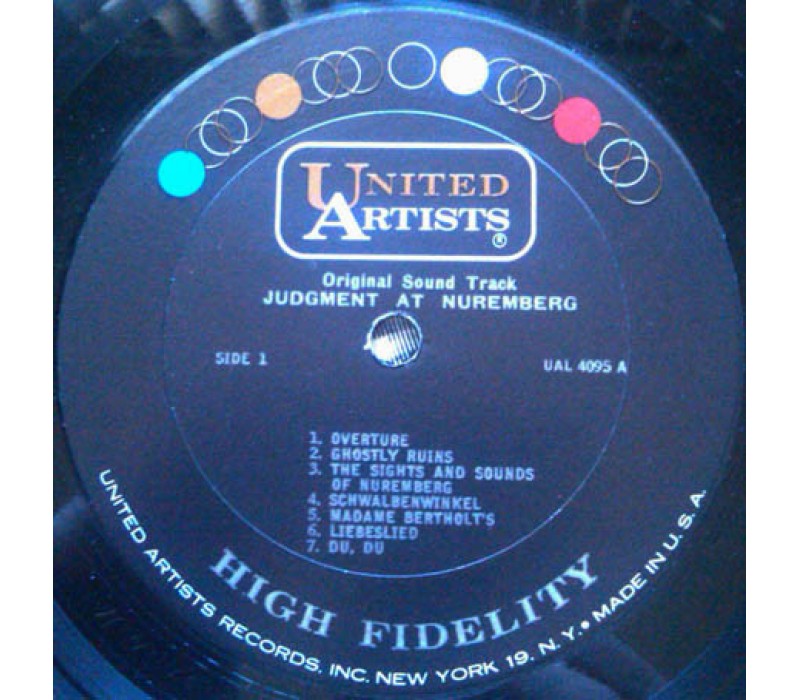 UNITED
ARTISTS®
Original Sound Track
JUDGMENT AT NUREMBERG
SIDE 1
UAL 4095 A
1. OVERTURE
2. GHOSTLY RUINS
3. THE SIGHTS AND SOUNDS
OF NUREMBERG
4. SCHWALBENWINKEL
5. MADAME BERTHOLT'S
6. LIEBESLIED
7. DU, DU
HIGH FIDELITY
UNITED ARTISTS RECORDS, INC. NEW YORK 19, N. Y. • MADE IN U. S. A.